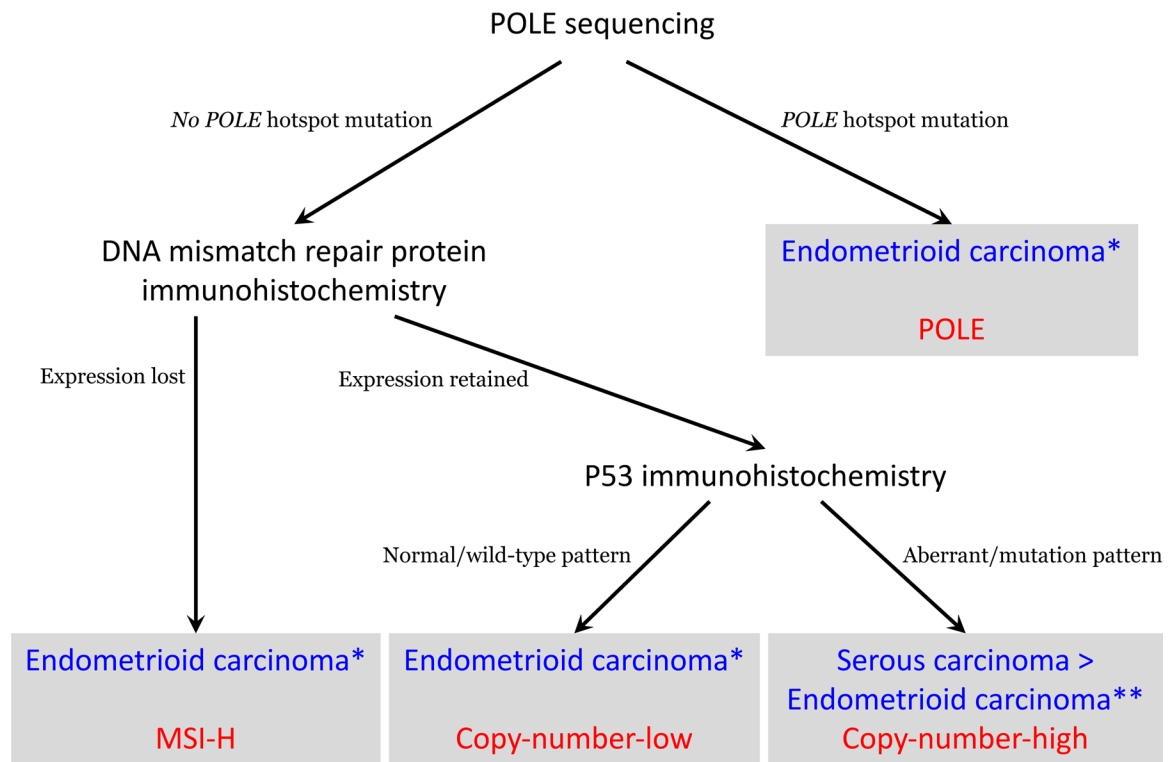 POLE sequencing
No POLE hotspot mutation
POLE hotspot mutation
DNA mismatch repair protein
immunohistochemistry
Endometrioid carcinoma*
POLE
Expression lost
Expression retained
P53 immunohistochemistry
Normal/wild-type pattern
Aberrant/mutation pattern
Endometrioid carcinoma*
MSI-H
Endometrioid carcinoma*
Copy-number-low
Serous carcinoma >
Endometrioid carcinoma**
Copy-number-high